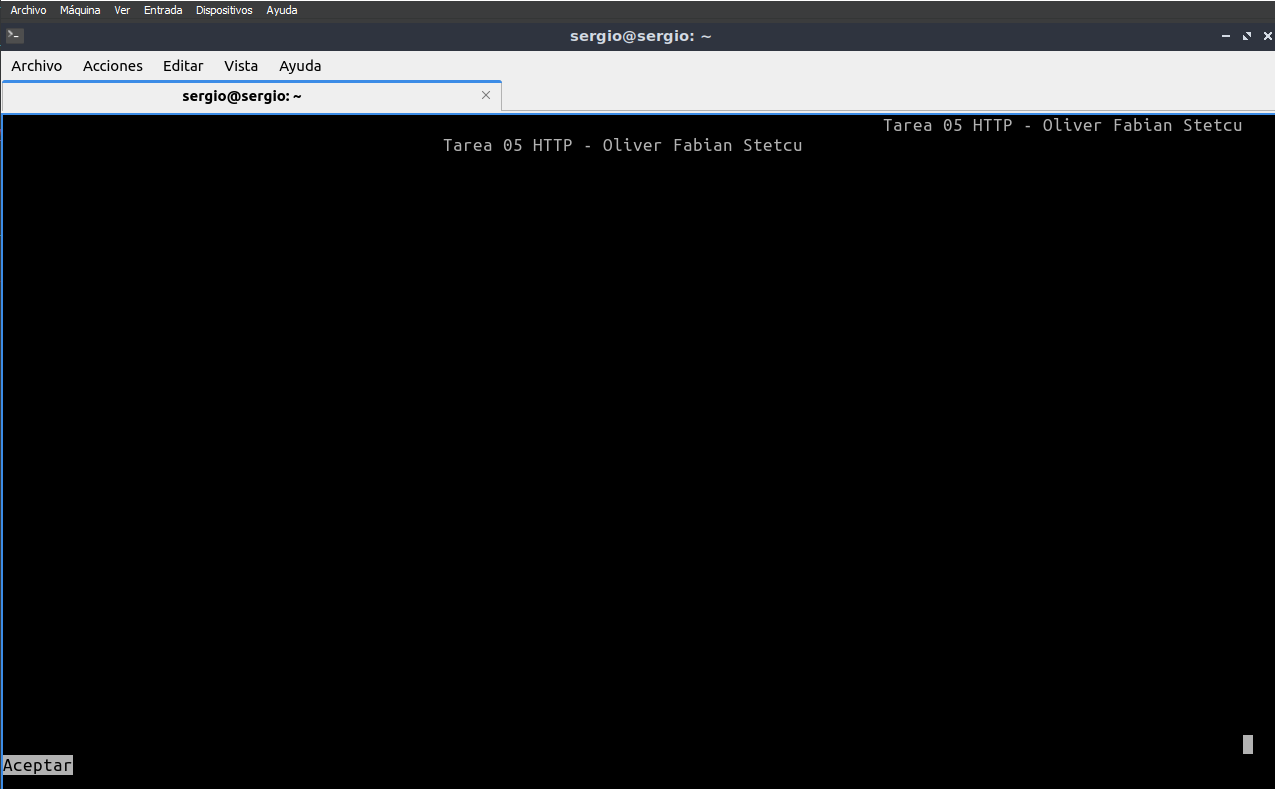 Archivo Máquina Ver Entrada Dispositivos Ayuda
sergio@sergio: ~
Archivo Acciones Editar Vista Ayuda
sergio@sergio: ~
Tarea 05 HTTP - Oliver Fabian Stetcu
Tarea 05 HTTP - Oliver Fabian Stetcu
Aceptar